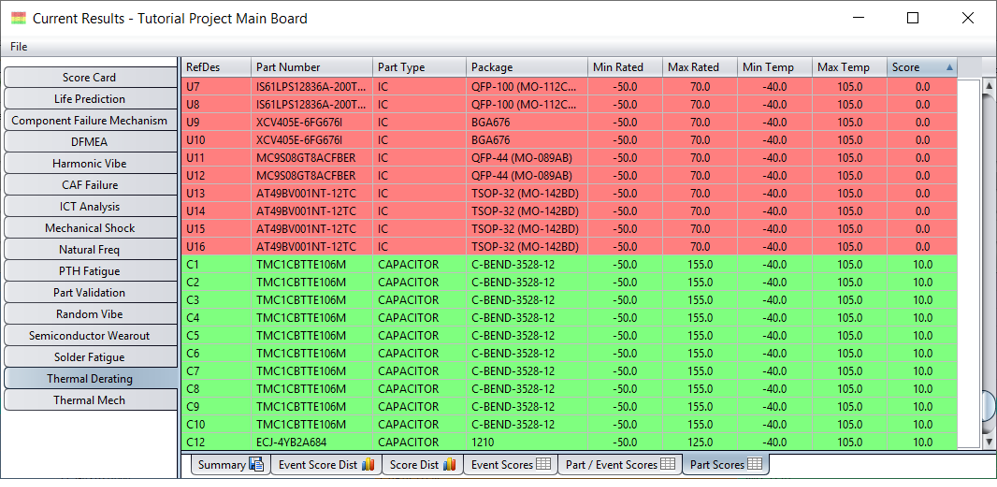 Current Results - Tutorial Project Main Board
File
Score Card
Life Prediction
Component Failure Mechanism
DFMEA
Harmonic Vibe
CAF Failure
ICT Analysis
Mechanical Shock
Natural Freq
PTH Fatigue
Part Validation
Random Vibe
Semiconductor Wearout
Solder Fatigue
Thermal Derating
Thermal Mech
RefDes Part Number Part Type Package Min Rated Max Rated Min Temp Max Temp Score
U7 IS61LPS12836A-200T... IC QFP-100 (MO-112C... -50.0 70.0 -40.0 105.0 0.0
U8 IS61LPS12836A-200T... IC QFP-100 (MO-112C... -50.0 70.0 -40.0 105.0 0.0
U9 XCV405E-6FG676I IC BGA676 -50.0 70.0 -40.0 105.0 0.0
U10 XCV405E-6FG676I IC BGA676 -50.0 70.0 -40.0 105.0 0.0
U11 MC9S08GT8ACFBER IC QFP-44 (MO-089AB) -50.0 70.0 -40.0 105.0 0.0
U12 MC9S08GT8ACFBER IC QFP-44 (MO-089AB) -50.0 70.0 -40.0 105.0 0.0
U13 AT49BV001NT-12TC IC TSOP-32 (MO-142BD) -50.0 70.0 -40.0 105.0 0.0
U14 AT49BV001NT-12TC IC TSOP-32 (MO-142BD) -50.0 70.0 -40.0 105.0 0.0
U15 AT49BV001NT-12TC IC TSOP-32 (MO-142BD) -50.0 70.0 -40.0 105.0 0.0
U16 AT49BV001NT-12TC IC TSOP-32 (MO-142BD) -50.0 70.0 -40.0 105.0 0.0
C1 TMC1CBTTE106M CAPACITOR C-BEND-3528-12 -50.0 155.0 -40.0 105.0 10.0
C2 TMC1CBTTE106M CAPACITOR C-BEND-3528-12 -50.0 155.0 -40.0 105.0 10.0
C3 TMC1CBTTE106M CAPACITOR C-BEND-3528-12 -50.0 155.0 -40.0 105.0 10.0
C4 TMC1CBTTE106M CAPACITOR C-BEND-3528-12 -50.0 155.0 -40.0 105.0 10.0
C5 TMC1CBTTE106M CAPACITOR C-BEND-3528-12 -50.0 155.0 -40.0 105.0 10.0
C6 TMC1CBTTE106M CAPACITOR C-BEND-3528-12 -50.0 155.0 -40.0 105.0 10.0
C7 TMC1CBTTE106M CAPACITOR C-BEND-3528-12 -50.0 155.0 -40.0 105.0 10.0
C8 TMC1CBTTE106M CAPACITOR C-BEND-3528-12 -50.0 155.0 -40.0 105.0 10.0
C9 TMC1CBTTE106M CAPACITOR C-BEND-3528-12 -50.0 155.0 -40.0 105.0 10.0
C10 TMC1CBTTE106M CAPACITOR C-BEND-3528-12 -50.0 155.0 -40.0 105.0 10.0
C12 ECJ-4YB2A684 CAPACITOR 1210 -50.0 125.0 -40.0 105.0 10.0
Summary Event Score Dist Score Dist Event Scores Part / Event Scores Part Scores